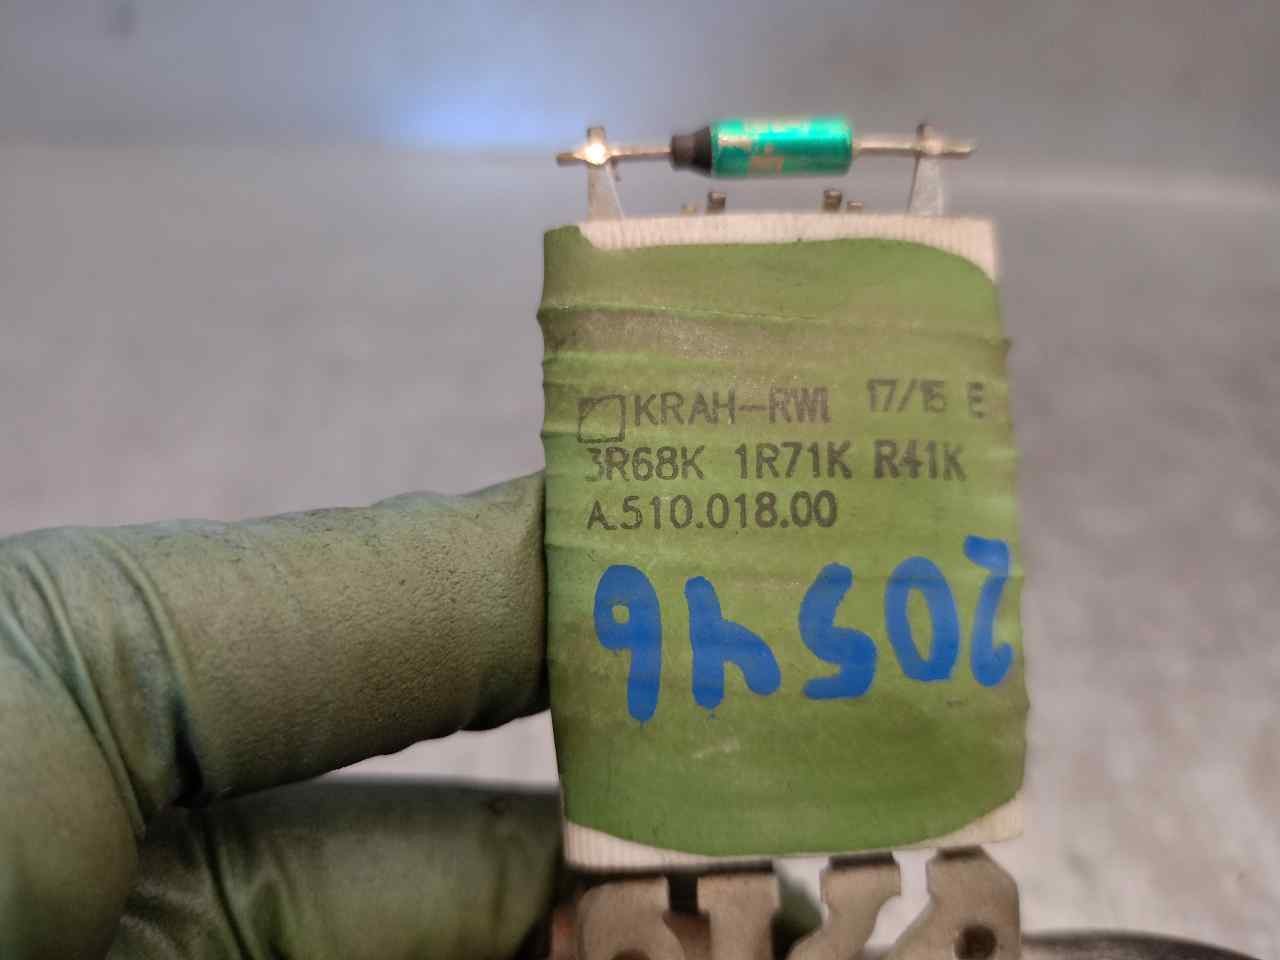 KRAH-RWI 17/15 E
3R68K 1R71K R41K
A.510.018.00
20546